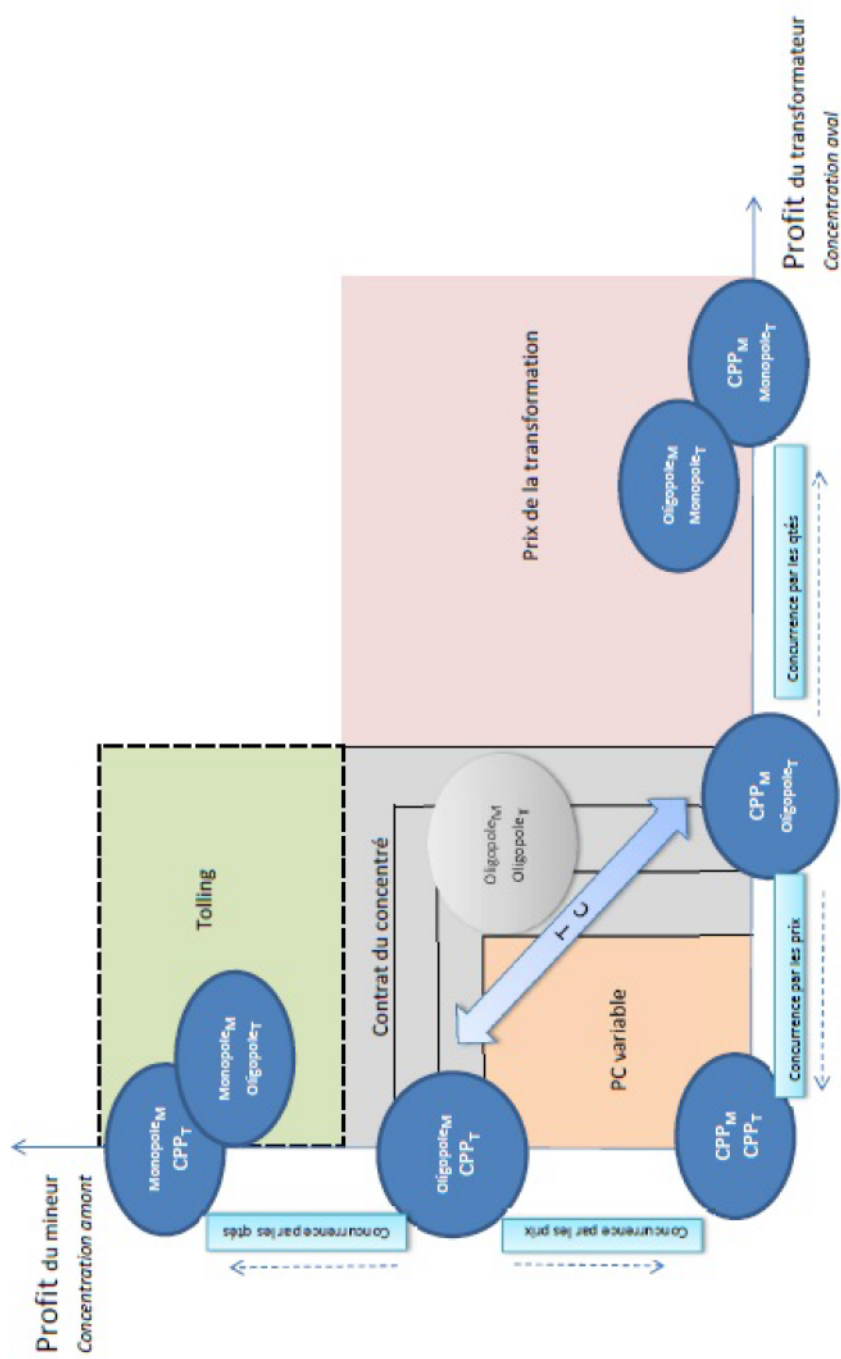 Profit du mineur
Concentration amont
Monopole_M
CPP_T
Monopole_M
Oligopole_T
Tolling
Concurrence par les qtés
Contrat du concentré
Oligopole_M
CPP_T
Oligopole_M
Oligopole_T
T C
Prix de la transformation
Concurrence par les prix
PC variable
Oligopole_M
Monopole_T
CPP_M
CPP_T
CPP_M
Oligopole_T
CPP_M
Monopole_T
Concurrence par les prix
Concurrence par les qtés
Profit du transformateur
Concentration aval